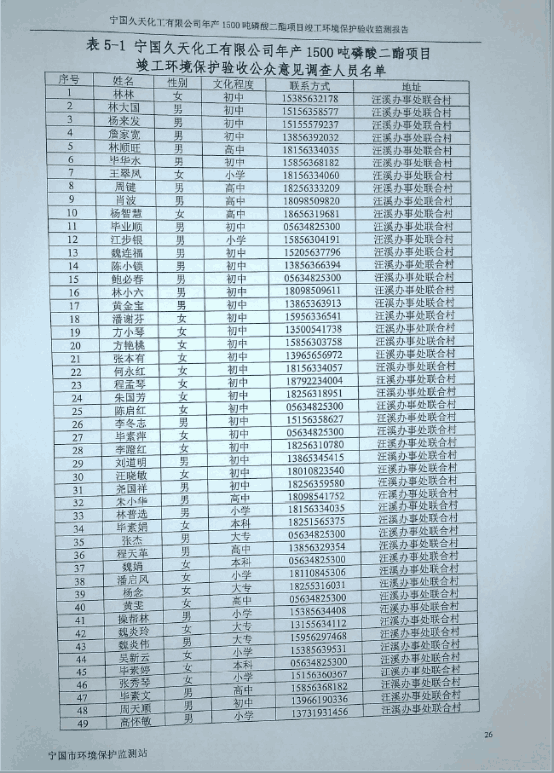 宁国久天化工有限公司年产1500吨磷酸二酯项目竣工环境保护验收监测报告
表 5-1 宁国久天化工有限公司年产 1500 吨磷酸二酯项目
竣工环境保护验收公众意见调查人员名单
序号 姓名 性别 文化程度 联系方式 地址
1 林林 女 初中 15385632178 汪溪办事处联合村
2 林大国 男 初中 15156358577 汪溪办事处联合村
3 杨来发 男 初中 15155579237 汪溪办事处联合村
4 詹家宽 男 初中 13856392032 汪溪办事处联合村
5 林顺旺 男 高中 18156334035 汪溪办事处联合村
6 毕华水 男 初中 15856368182 汪溪办事处联合村
7 王翠凤 女 小学 18156334060 汪溪办事处联合村
8 周键 男 高中 18256333209 汪溪办事处联合村
9 肖波 男 高中 18098509820 汪溪办事处联合村
10 杨智慧 女 高中 18656319681 汪溪办事处联合村
11 毕业顺 男 初中 05634825300 汪溪办事处联合村
12 江步银 男 小学 15856304191 汪溪办事处联合村
13 魏连福 男 初中 15205637796 汪溪办事处联合村
14 陈小锁 男 初中 13856366394 汪溪办事处联合村
15 鲍必春 男 初中 05634825300 汪溪办事处联合村
16 林小六 男 初中 18098509611 汪溪办事处联合村
17 黄金宝 男 初中 13865363913 汪溪办事处联合村
18 潘谢芬 女 初中 15956336541 汪溪办事处联合村
19 方小琴 女 初中 13500541738 汪溪办事处联合村
20 方艳桃 女 初中 15856303758 汪溪办事处联合村
21 张本有 女 初中 13965656972 汪溪办事处联合村
22 何永红 女 初中 18156334057 汪溪办事处联合村
23 程孟琴 女 初中 18792234004 汪溪办事处联合村
24 朱国芳 女 初中 18256318951 汪溪办事处联合村
25 陈启红 女 初中 05634825300 汪溪办事处联合村
26 李冬志 男 初中 15156358627 汪溪办事处联合村
27 毕素萍 女 初中 05634825300 汪溪办事处联合村
28 李澄红 女 初中 18256310780 汪溪办事处联合村
29 刘道明 男 初中 13865345415 汪溪办事处联合村
30 汪晓敏 女 初中 18010823540 汪溪办事处联合村
31 尧国祥 男 初中 18256359580 汪溪办事处联合村
32 朱小华 男 高中 18098541752 汪溪办事处联合村
33 林普选 男 小学 18156334035 汪溪办事处联合村
34 毕素娟 女 本科 18251565375 汪溪办事处联合村
35 张杰 男 大专 05634825300 汪溪办事处联合村
36 程天革 男 高中 13856329354 汪溪办事处联合村
37 魏娟 女 本科 05634825300 汪溪办事处联合村
38 潘启风 女 小学 18110845306 汪溪办事处联合村
39 杨念 女 大专 18255316031 汪溪办事处联合村
40 黄雯 女 高中 05634825300 汪溪办事处联合村
41 操帮林 男 小学 15385634408 汪溪办事处联合村
42 魏炎玲 女 大专 13155634112 汪溪办事处联合村
43 魏炎伟 男 大专 15956297468 汪溪办事处联合村
44 吴新云 女 小学 15385639531 汪溪办事处联合村
45 毕素婷 女 本科 05634825300 汪溪办事处联合村
46 张秀琴 女 小学 15156360367 汪溪办事处联合村
47 毕素文 男 高中 15856368182 汪溪办事处联合村
48 周天顺 男 初中 13966190336 汪溪办事处联合村
49 高怀敏 男 小学 13731931456 汪溪办事处联合村
26
宁国市环境保护监测站